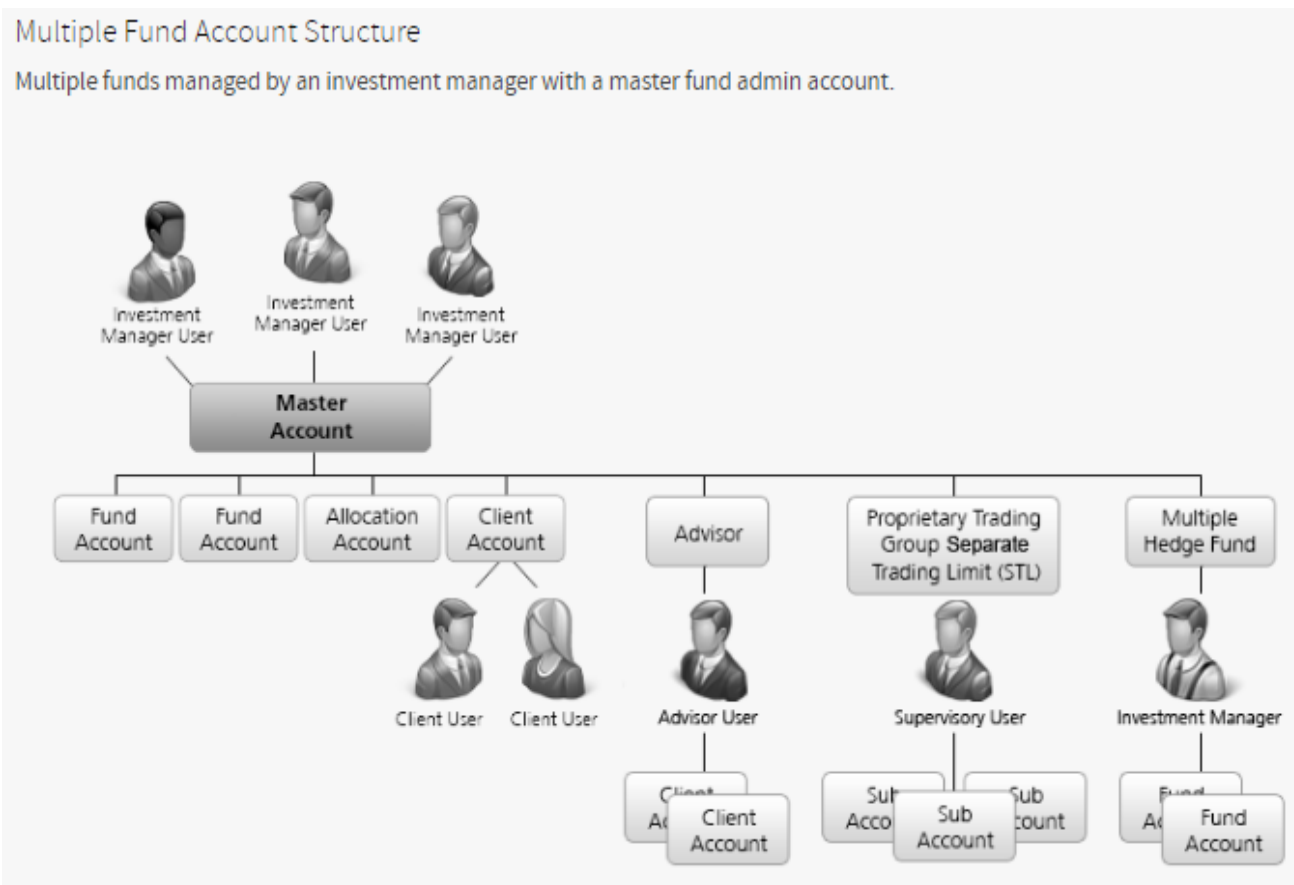 Multiple Fund Account Structure
Multiple funds managed by an investment manager with a master fund admin account.
Investment
Manager User
Investment
Manager User
Investment
Manager User
Master
Account
Fund
Account
Fund
Account
Allocation
Account
Client
Account
Advisor
Proprietary Trading
Group Separate
Trading Limit (STL)
Multiple
Hedge Fund
Client User
Client User
Advisor User
Supervisory User
Investment Manager
Client
Account
Sub
Sub
Account
Sub
Fund
Account